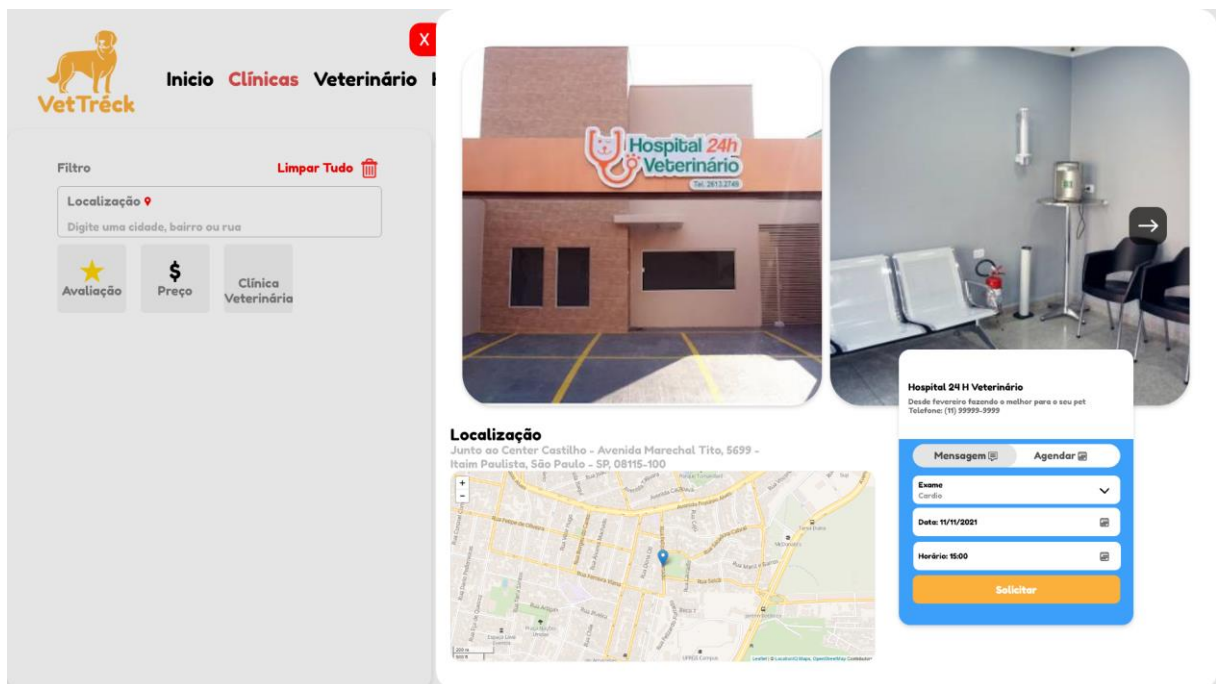 VetTréck
Inicio Clínicas Veterinário
X
Filtro
Limpar Tudo
Localização
Digite uma cidade, bairro ou rua
Avaliação
$
Preço
Clínica
Veterinária
Hospital 24h
Veterinário
Tel.: 2613.2749
→
Localização
Junto ao Center Castilho - Avenida Marechal Tito, 5699 -
Itaim Paulista, São Paulo - SP, 08115-100
+
-
Hospital 24 H Veterinário
Desde fevereiro fazendo o melhor para o seu pet
Telefone: (11) 99999-9999
Mensagem
Agendar
Exame
Cardio
Data: 11/11/2021
Horário: 15:00
Solicitar